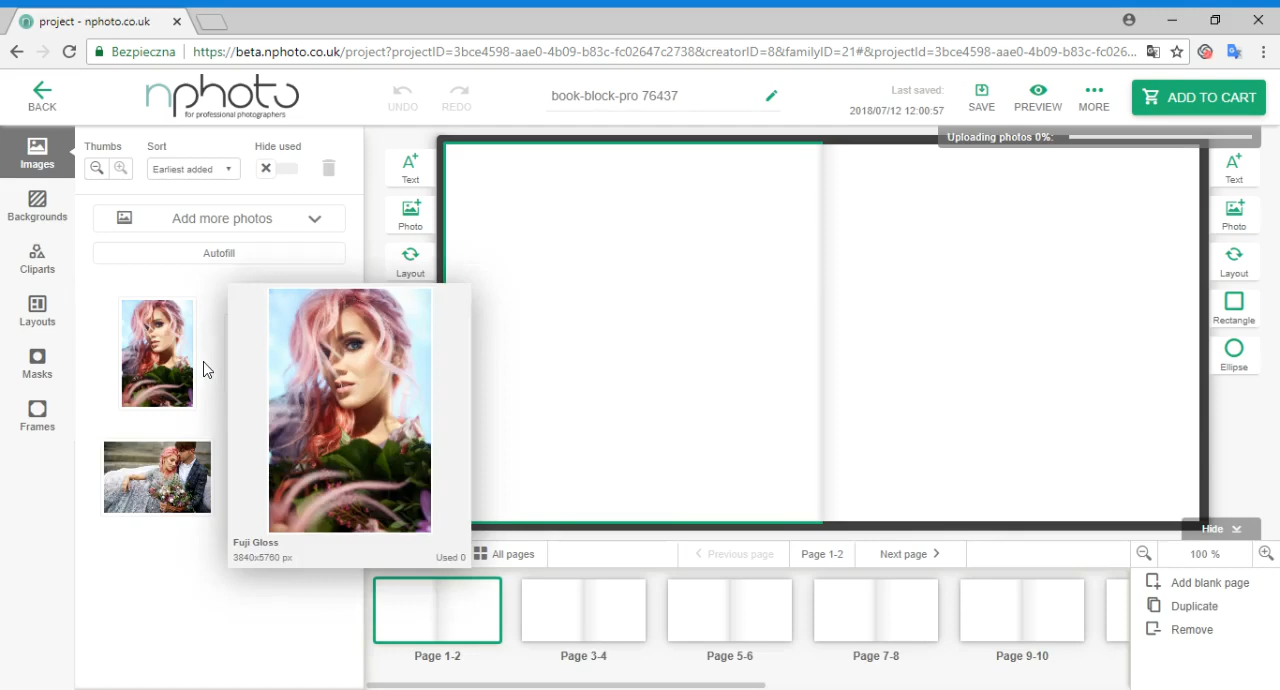 project - nphoto.co.uk
Bezpieczna
https://beta.nphoto.co.uk/project?projectID=3bce4598-aae0-4b09-b83c-fc02647c2738&creatorID=8&familyID=21#&projectId=3bce4598-aae0-4b09-b83c-fc026...
BACK
nphoto
for professional photographers
UNDO
REDO
book-block-pro 76437
Last saved:
2018/07/12 12:00:57
SAVE
PREVIEW
MORE
ADD TO CART
Uploading photos 0%:
Images
Backgrounds
Cliparts
Layouts
Masks
Frames
Thumbs
Sort
Hide used
Earliest added
Add more photos
Autofill
Fuji Gloss
3840x5760 px
Used 0
Text
Photo
Layout
Text
Photo
Layout
Rectangle
Ellipse
Hide
All pages
Previous page
Page 1-2
Next page
100 %
Page 1-2
Page 3-4
Page 5-6
Page 7-8
Page 9-10
Add blank page
Duplicate
Remove